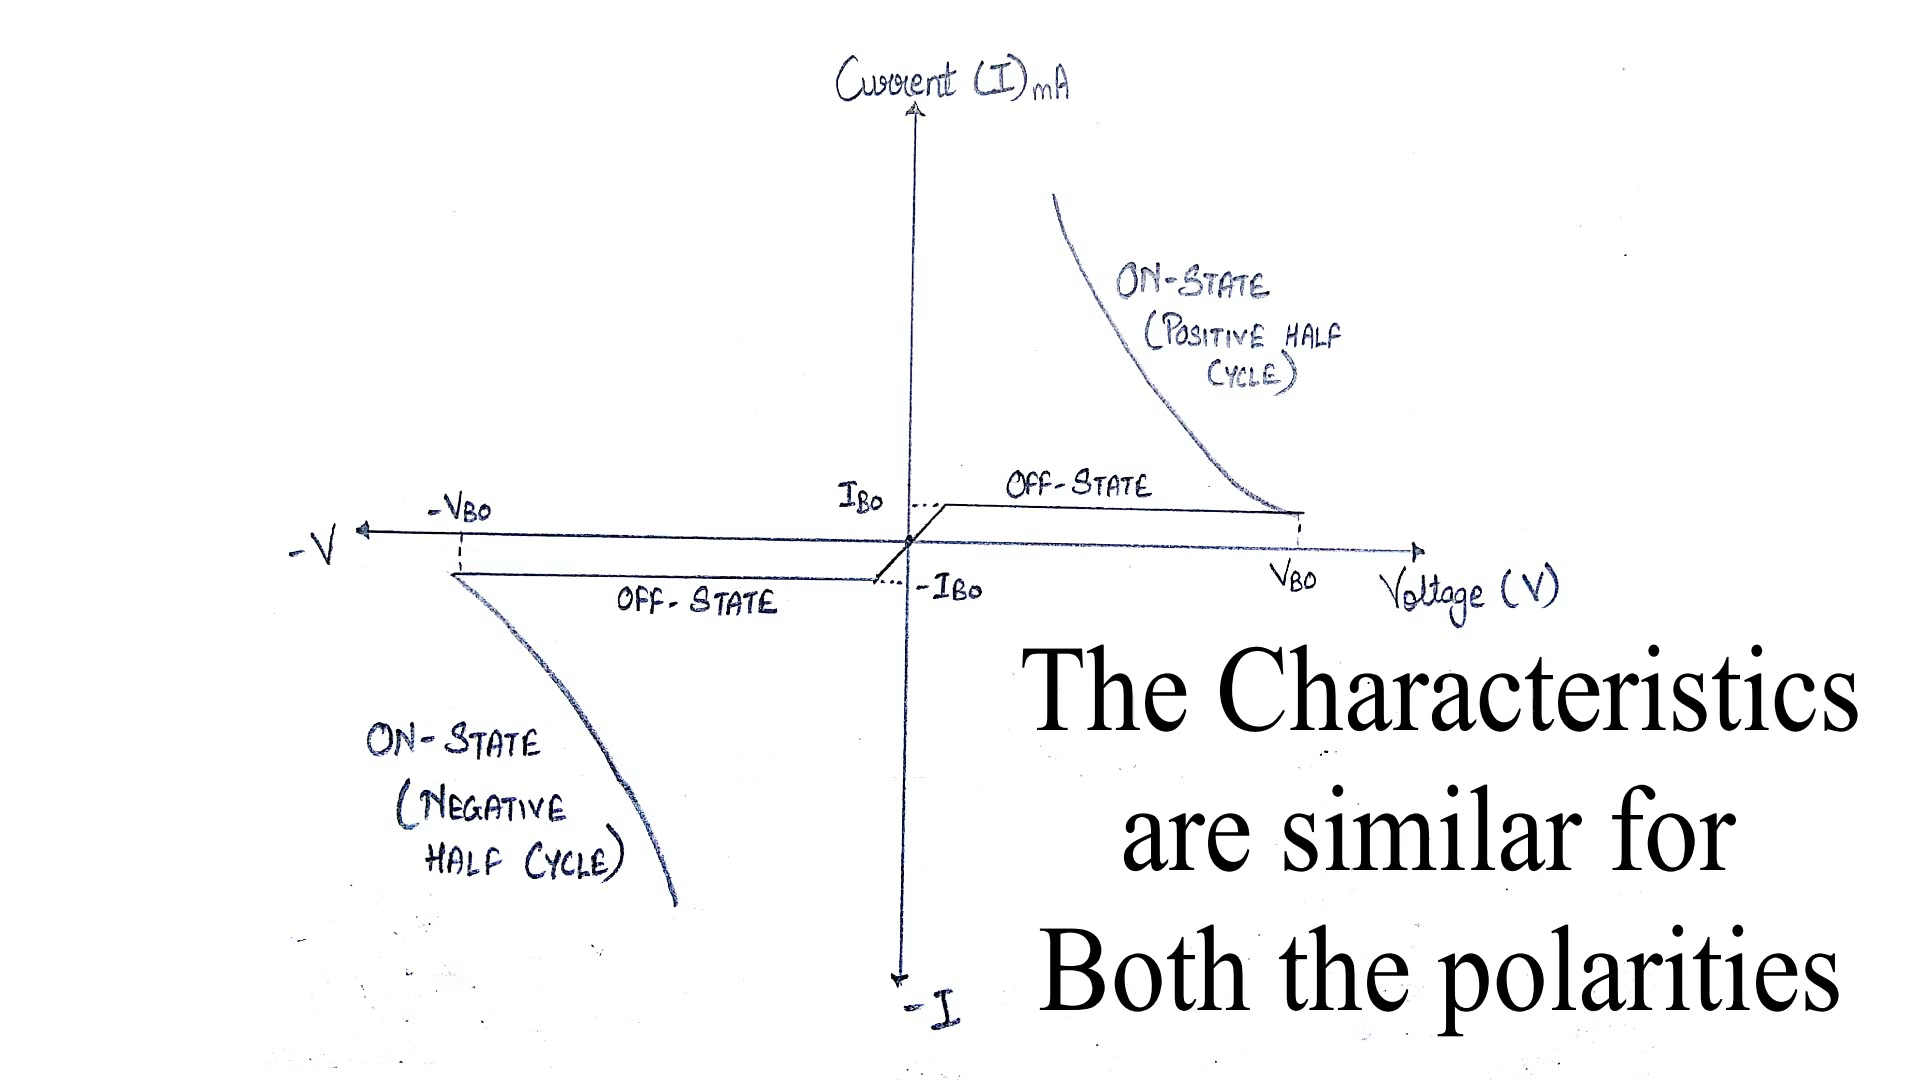 Current (I) mA
ON-STATE
(POSITIVE HALF
CYCLE)
OFF-STATE
IBO
-VBO
-V
VBO
Voltage (V)
-IBO
OFF-STATE
ON-STATE
(NEGATIVE
HALF CYCLE)
-I
The Characteristics
are similar for
Both the polarities